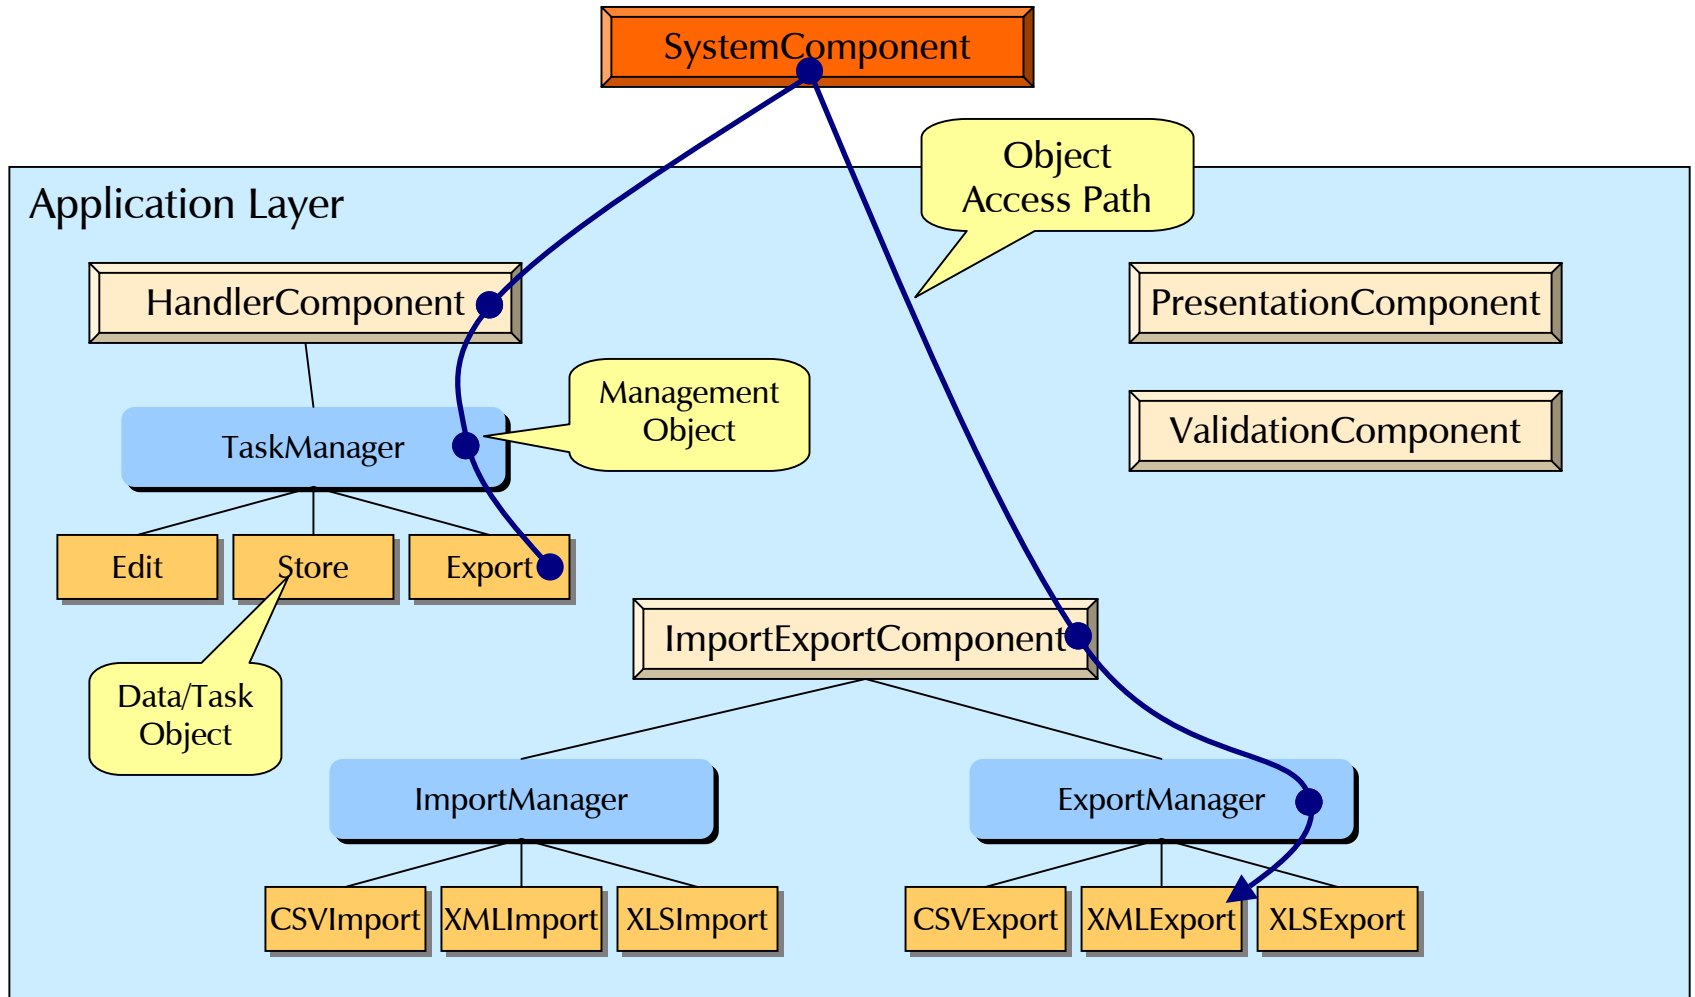 SystemComponent
Object
Access Path
Application Layer
HandlerComponent
PresentationComponent
Management
Object
ValidationComponent
TaskManager
Edit
Store
Export
ImportExportComponent
Data/Task
Object
ImportManager
ExportManager
CSVImport
XMLImport
XLSImport
CSVExport
XMLExport
XLSExport